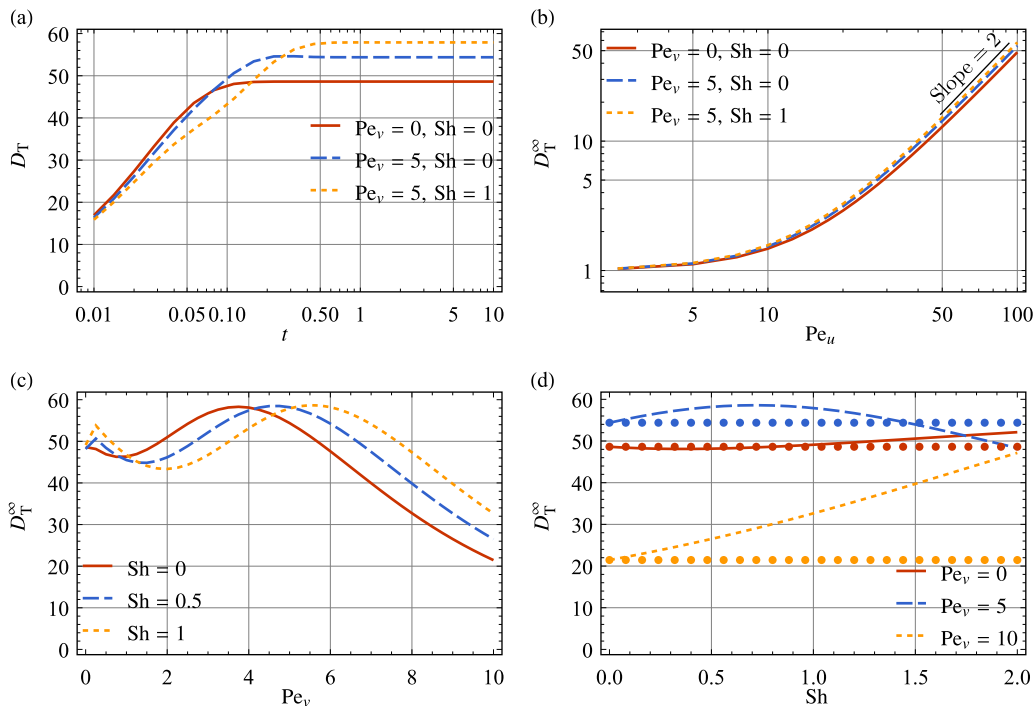 (a)
60
50
40
30
20
10
0
D_T
0.01
0.05
0.10
0.50
1
5
10
t
Pe_v = 0, Sh = 0
Pe_v = 5, Sh = 0
Pe_v = 5, Sh = 1
(b)
50
10
5
1
D_T^∞
5
10
50
100
Pe_u
Pe_v = 0, Sh = 0
Pe_v = 5, Sh = 0
Pe_v = 5, Sh = 1
Slope = 2
(c)
60
50
40
30
20
10
0
D_T^∞
0
2
4
6
8
10
Pe_v
Sh = 0
Sh = 0.5
Sh = 1
(d)
60
50
40
30
20
10
0
D_T^∞
0.0
0.5
1.0
1.5
2.0
Sh
Pe_v = 0
Pe_v = 5
Pe_v = 10